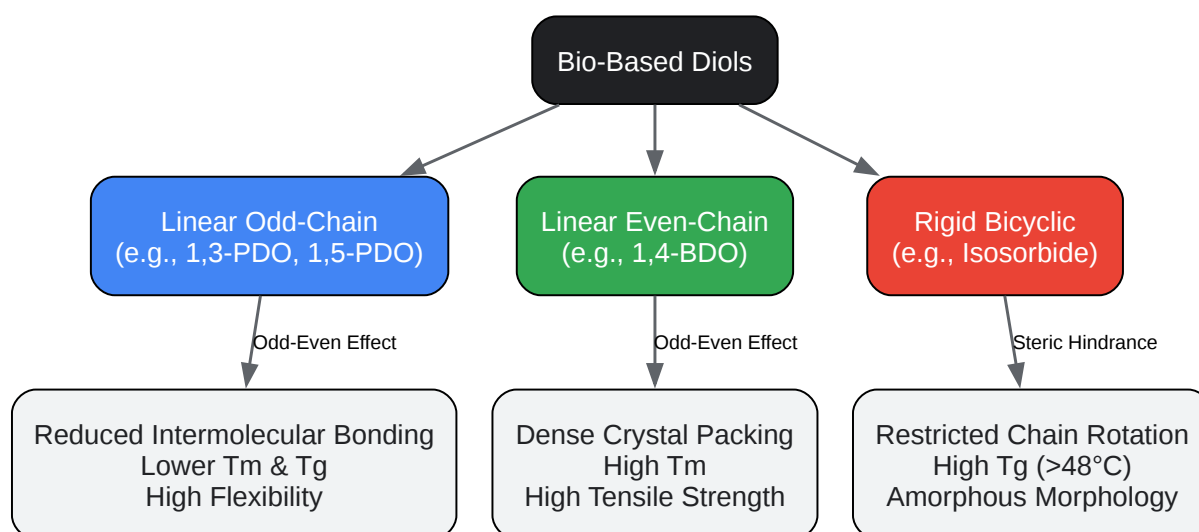 Bio-Based Diols
Linear Odd-Chain
(e.g., 1,3-PDO, 1,5-PDO)
Linear Even-Chain
(e.g., 1,4-BDO)
Rigid Bicyclic
(e.g., Isosorbide)
Odd-Even Effect
Odd-Even Effect
Steric Hindrance
Reduced Intermolecular Bonding
Lower Tm & Tg
High Flexibility
Dense Crystal Packing
High Tm
High Tensile Strength
Restricted Chain Rotation
High Tg (>48°C)
Amorphous Morphology